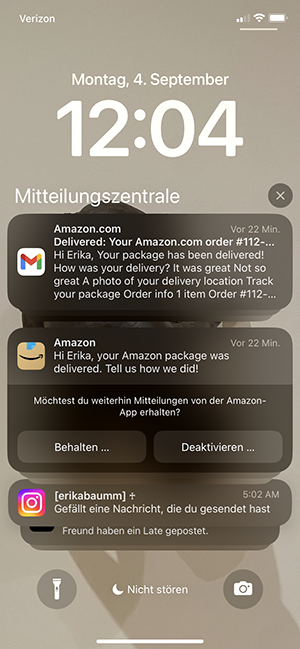 Verizon
Montag, 4. September
12:04
Mitteilungszentrale
Amazon.com Vor 22 Min.
Delivered: Your Amazon.com order #112-...
Hi Erika, Your package has been delivered!
How was your delivery? It was great Not so
great A photo of your delivery location Track
your package Order info 1 item Order #112-...
Amazon Vor 22 Min.
Hi Erika, your Amazon package was
delivered. Tell us how we did!
Möchtest du weiterhin Mitteilungen von der Amazon-
App erhalten?
Behalten ... Deaktivieren ...
[erikabaumm] ♱ 5:02 AM
Gefällt eine Nachricht, die du gesendet hast
Freund haben ein Late gepostet.
Nicht stören